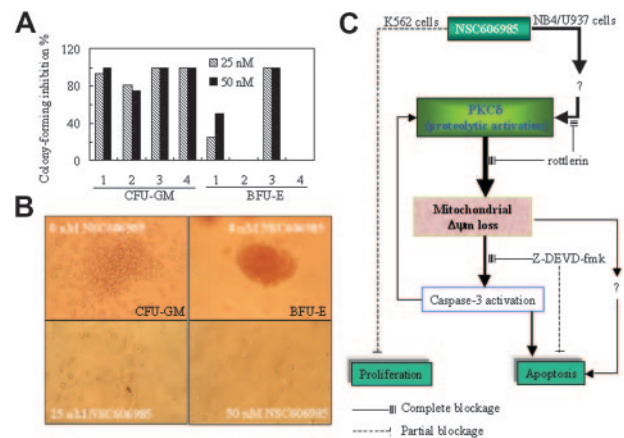 A
Colony-forming inhibition %
120
80
40
0
25 nM
50 nM
1 2 3 4 1 2 3 4
CFU-GM BFU-E
B
0 nM NSC606985
CFU-GM
0 nM NSC606985
BFU-E
25 nM NSC606985
50 nM NSC606985
C
K562 cells
NSC606985
NB4/U937 cells
?
PKCδ
(proteolytic activation)
rottlerin
Mitochondrial
Δψm loss
Z-DEVD-fmk
?
Caspase-3 activation
Proliferation
Apoptosis
Complete blockage
Partial blockage